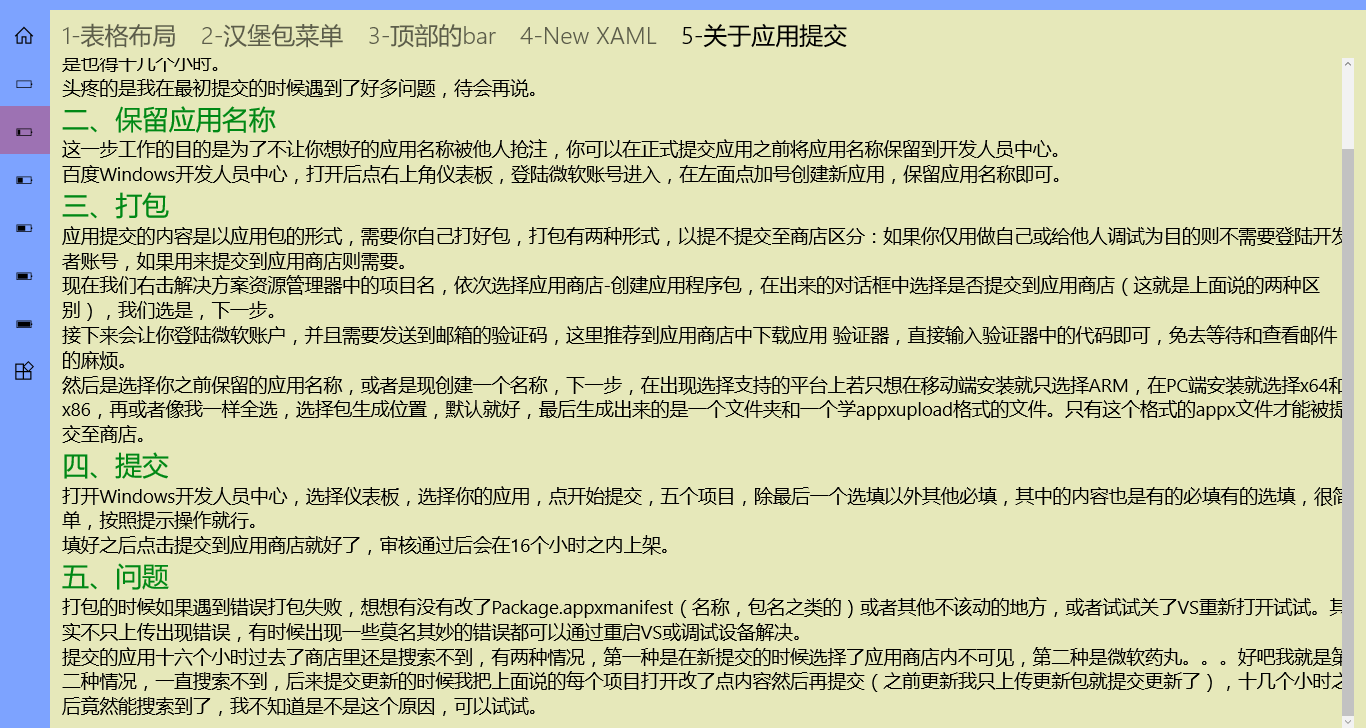 1-表格布局 2-汉堡包菜单 3-顶部的bar 4-New XAML 5-关于应用提交
是也得十几个小时。
头疼的是我在最初提交的时候遇到了好多问题，待会再说。
二、保留应用名称
这一步工作的目的是为了不让你想好的应用名称被他人抢注，你可以在正式提交应用之前将应用名称保留到开发人员中心。
百度Windows开发人员中心，打开后点右上角仪表板，登陆微软账号进入，在左面点加号创建新应用，保留应用名称即可。
三、打包
应用提交的内容是以应用包的形式，需要你自己打好包，打包有两种形式，以提不提交至商店区分：如果你仅用做自己或给他人调试为目的则不需要登陆开发
者账号，如果用来提交到应用商店则需要。
现在我们右击解决方案资源管理器中的项目名，依次选择应用商店-创建应用程序包，在出来的对话框中选择是否提交到应用商店（这就是上面说的两种区
别），我们选是，下一步。
接下来会让你登陆微软账户，并且需要发送到邮箱的验证码，这里推荐到应用商店中下载应用 验证器，直接输入验证器中的代码即可，免去等待和查看邮件
的麻烦。
然后是选择你之前保留的应用名称，或者是现创建一个名称，下一步，在出现选择支持的平台上若只想在移动端安装就只选择ARM，在PC端安装就选择x64和
x86，再或者像我一样全选，选择包生成位置，默认就好，最后生成出来的是一个文件夹和一个学appxupload格式的文件。只有这个格式的appx文件才能被提
交至商店。
四、提交
打开Windows开发人员中心，选择仪表板，选择你的应用，点开始提交，五个项目，除最后一个选填以外其他必填，其中的内容也是有的必填有的选填，很简
单，按照提示操作就行。
填好之后点击提交到应用商店就好了，审核通过后会在16个小时之内上架。
五、问题
打包的时候如果遇到错误打包失败，想想有没有改了Package.appxmanifest（名称，包名之类的）或者其他不该动的地方，或者试试关了VS重新打开试试。其
实不只上传出现错误，有时候出现一些莫名其妙的错误都可以通过重启VS或调试设备解决。
提交的应用十六个小时过去了商店里还是搜索不到，有两种情况，第一种是在新提交的时候选择了应用商店内不可见，第二种是微软药丸。。。好吧我就是第
二种情况，一直搜索不到，后来提交更新的时候我把上面说的每个项目打开改了点内容然后再提交（之前更新我只上传更新包就提交更新了），十几个小时之
后竟然能搜索到了，我不知道是不是这个原因，可以试试。